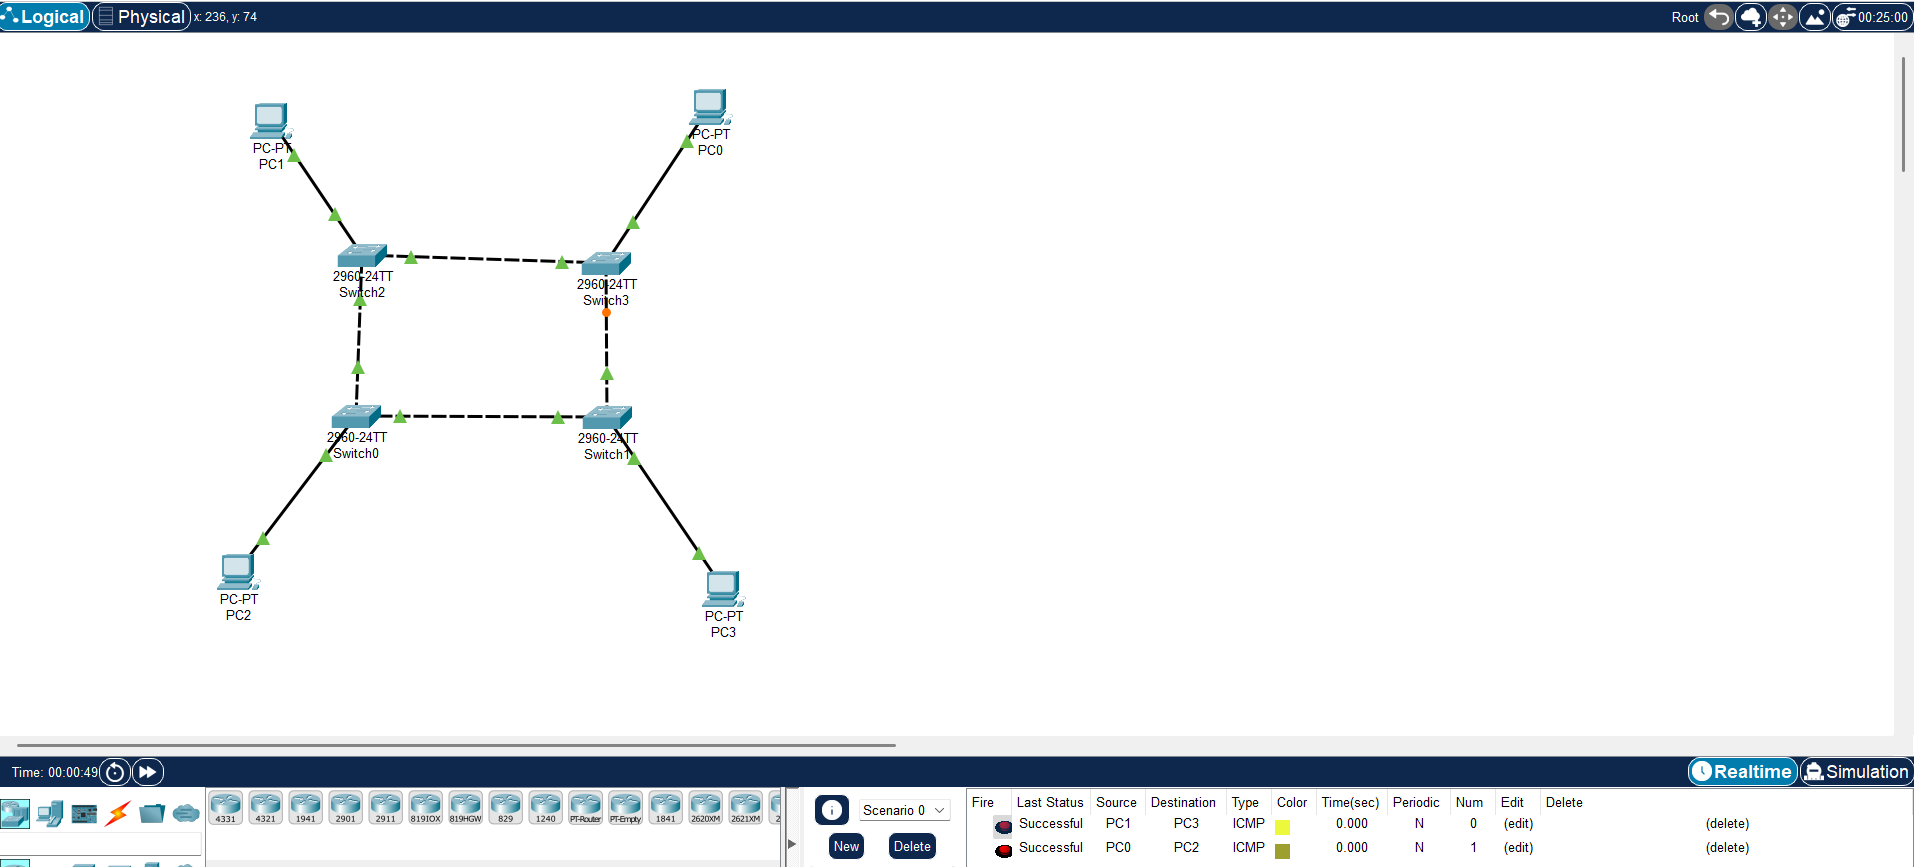 Logical Physical x: 236, y: 74 Root 00:25:00
PC-PT
PC1
PC-PT
PC0
2960-24TT
Switch2
2960-24TT
Switch3
2960-24TT
Switch0
2960-24TT
Switch1
PC-PT
PC2
PC-PT
PC3
Time: 00:00:49 Realtime Simulation
4331 4321 1941 2901 2911 819IOX 819HGW 829 1240 PT-Router PT-Empty 1841 2620XM 2621XM 2
Scenario 0
New Delete
Fire Last Status Source Destination Type Color Time(sec) Periodic Num Edit Delete
Successful PC1 PC3 ICMP 0.000 N 0 (edit) (delete)
Successful PC0 PC2 ICMP 0.000 N 1 (edit) (delete)